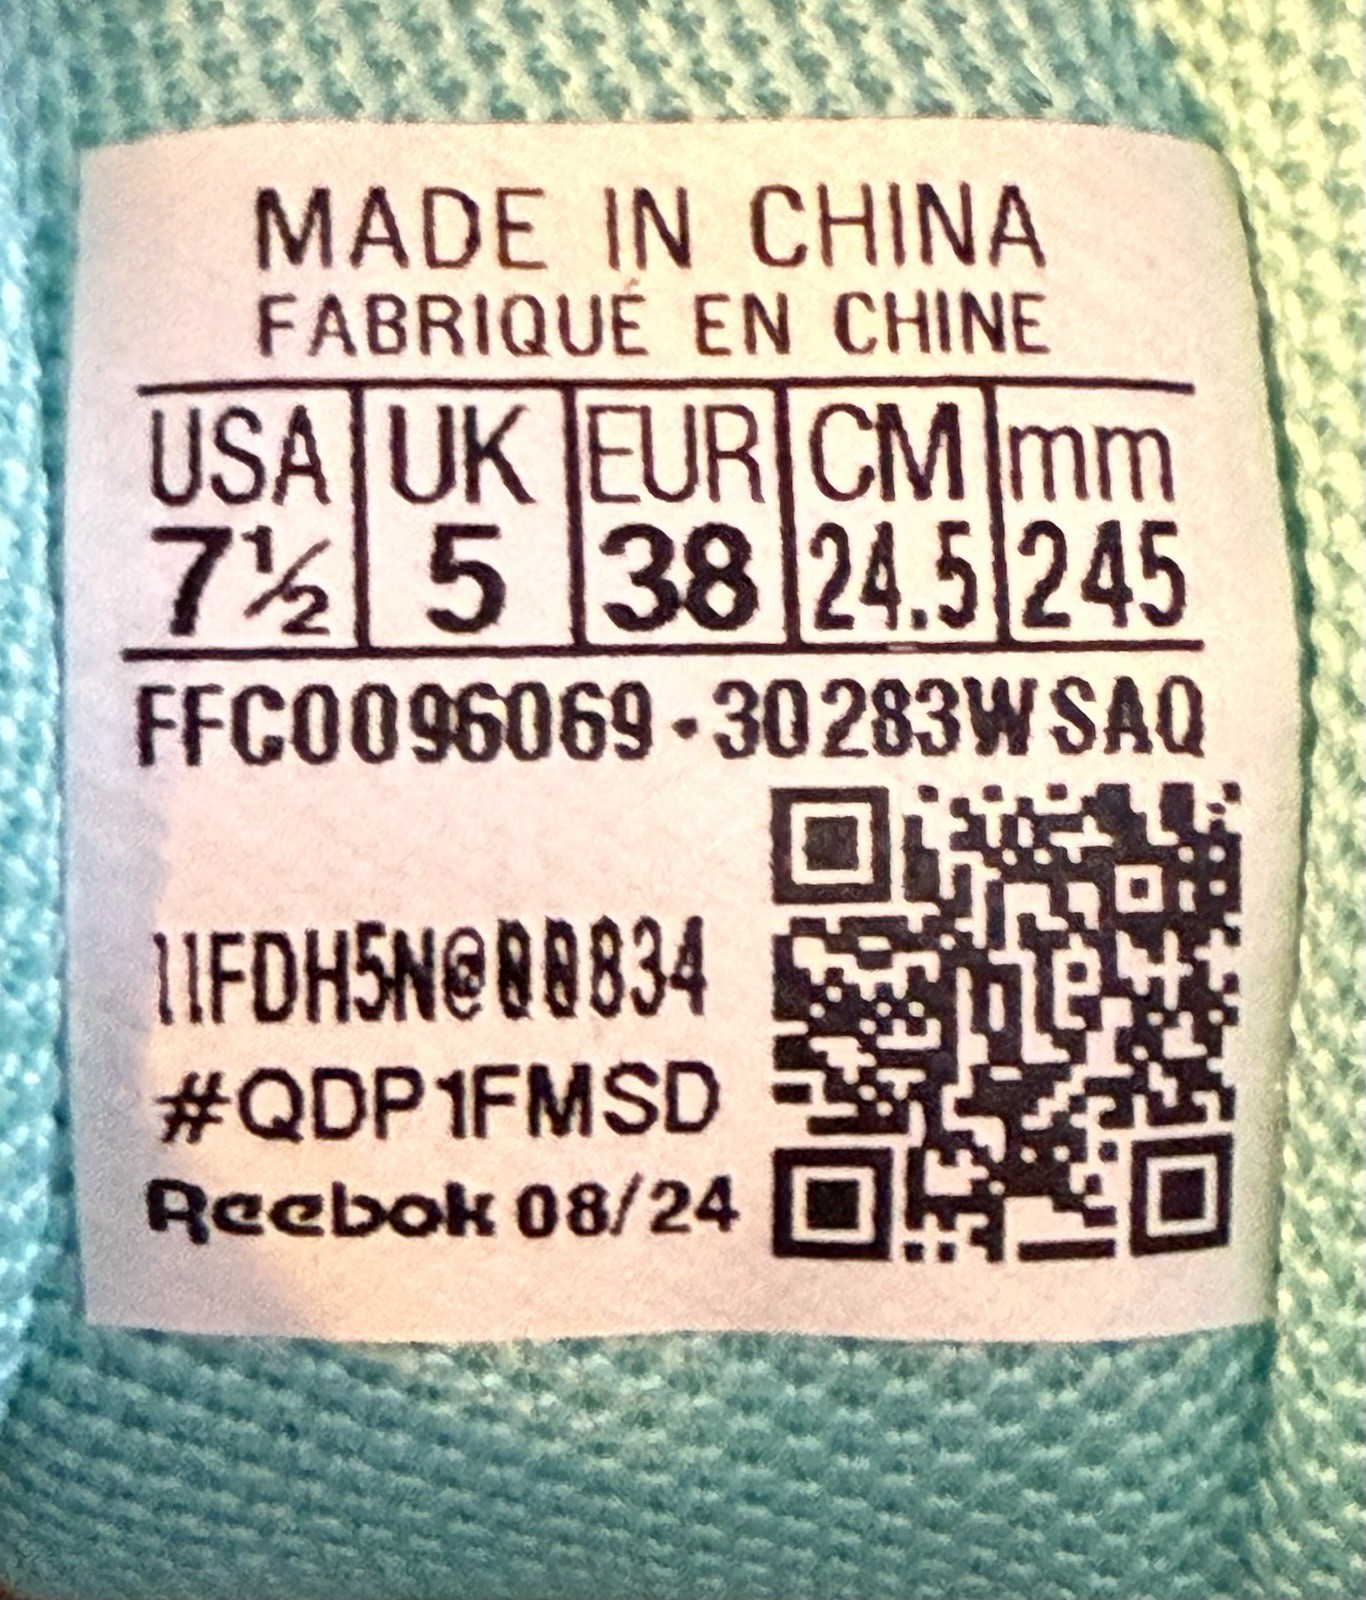 MADE IN CHINA
FABRIQUÉ EN CHINE
USA UK EUR CM mm
7½ 5 38 24.5 245
FFC0096069-30283WSAQ
11FDH5N@00834
#QDP1FMSD
Reebok 08/24